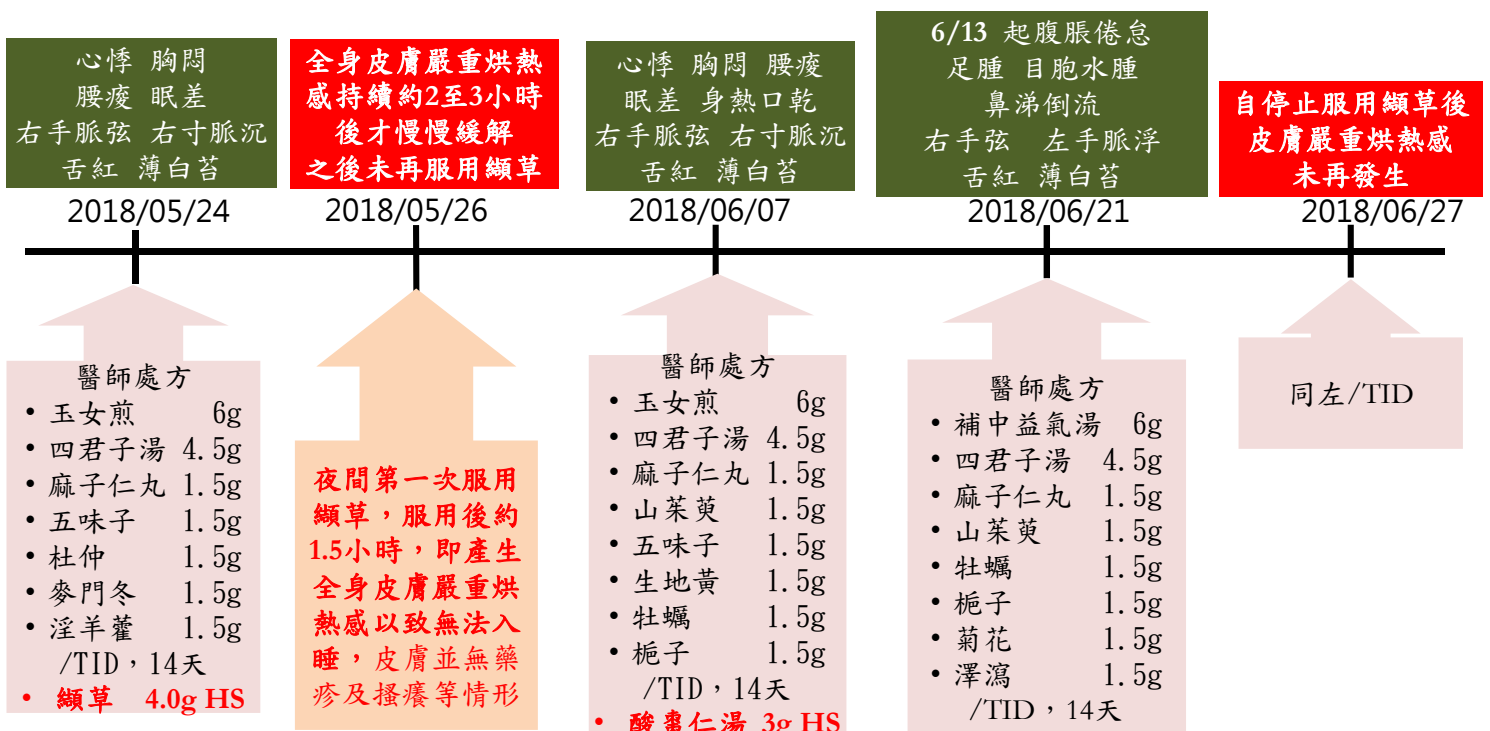 心悸 胸悶
腰痠 眠差
右手脈弦 右寸脈沉
舌紅 薄白苔
2018/05/24
醫師處方
• 玉女煎 6g
• 四君子湯 4.5g
• 麻子仁丸 1.5g
• 五味子 1.5g
• 杜仲 1.5g
• 麥門冬 1.5g
• 淫羊藿 1.5g
/TID，14天
• 纈草 4.0g HS
全身皮膚嚴重烘熱
感持續約2至3小時
後才慢慢緩解
之後未再服用纈草
2018/05/26
夜間第一次服用
纈草，服用後約
1.5小時，即產生
全身皮膚嚴重烘
熱感以致無法入
睡，皮膚並無藥
疹及搔癢等情形
心悸 胸悶 腰痠
眠差 身熱口乾
右手脈弦 右寸脈沉
舌紅 薄白苔
2018/06/07
醫師處方
• 玉女煎 6g
• 四君子湯 4.5g
• 麻子仁丸 1.5g
• 山茱萸 1.5g
• 五味子 1.5g
• 生地黃 1.5g
• 牡蠣 1.5g
• 梔子 1.5g
/TID，14天
• 酸棗仁湯 3g HS
6/13 起腹脹倦怠
足腫 目胞水腫
鼻涕倒流
右手弦 左手脈浮
舌紅 薄白苔
2018/06/21
醫師處方
• 補中益氣湯 6g
• 四君子湯 4.5g
• 麻子仁丸 1.5g
• 山茱萸 1.5g
• 牡蠣 1.5g
• 梔子 1.5g
• 菊花 1.5g
• 澤瀉 1.5g
/TID，14天
自停止服用纈草後
皮膚嚴重烘熱感
未再發生
2018/06/27
同左/TID